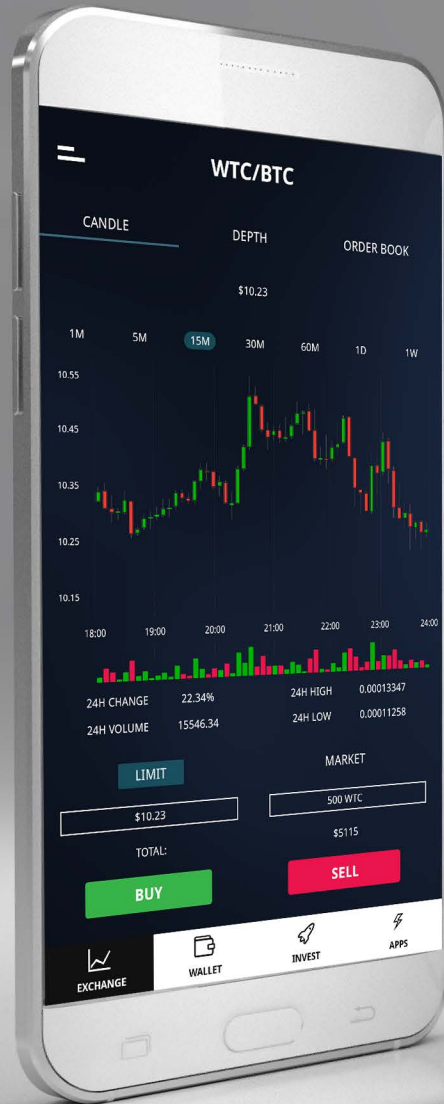 WTC/BTC
CANDLE DEPTH ORDER BOOK
$10.23
1M 5M 15M 30M 60M 1D 1W
10.55
10.45
10.35
10.25
10.15
18:00 19:00 20:00 21:00 22:00 23:00 24:00
24H CHANGE 22.34% 24H HIGH 0.00013347
24H VOLUME 15546.34 24H LOW 0.00011258
LIMIT MARKET
$10.23 500 WTC
TOTAL: $5115
BUY SELL
EXCHANGE WALLET INVEST APPS